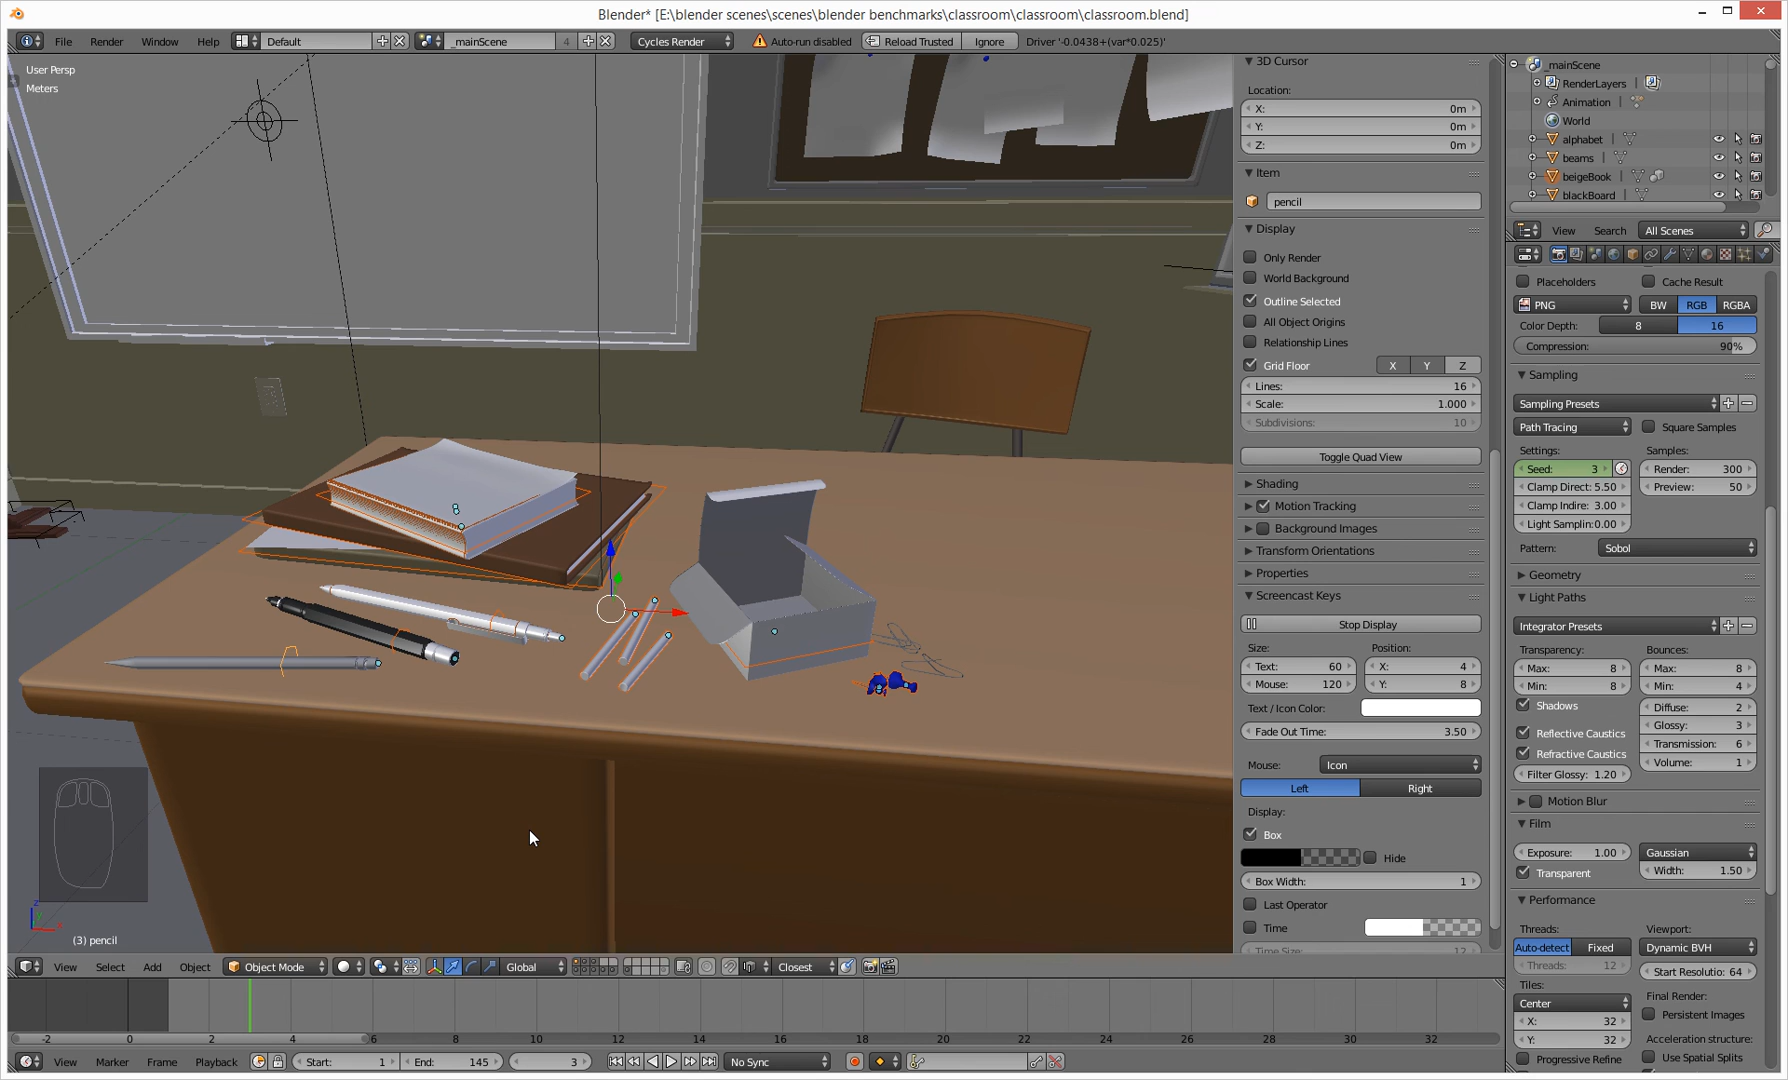 Blender* [E:\blender scenes\scenes\blender benchmarks\classroom\classroom\classroom.blend]
File Render Window Help Default _mainScene 4 Cycles Render Auto-run disabled Reload Trusted Ignore Driver '-0.0438+(var*0.025)'
User Persp
Meters
(3) pencil
3D Cursor
Location:
X: 0m
Y: 0m
Z: 0m
Item
pencil
Display
Only Render
World Background
Outline Selected
All Object Origins
Relationship Lines
Grid Floor X Y Z
Lines: 16
Scale: 1.000
Subdivisions: 10
Toggle Quad View
Shading
Motion Tracking
Background Images
Transform Orientations
Properties
Screencast Keys
Stop Display
Size: Position:
Text: 60 X: 4
Mouse: 120 Y: 8
Text / Icon Color:
Fade Out Time: 3.50
Mouse: Icon
Left Right
Display:
Box
Hide
Box Width: 1
Last Operator
Time
Time Size: 12
_mainScene
RenderLayers
Animation
World
alphabet
beams
beigeBook
blackBoard
View Search All Scenes
Placeholders Cache Result
PNG BW RGB RGBA
Color Depth: 8 16
Compression: 90%
Sampling
Sampling Presets
Path Tracing Square Samples
Settings: Samples:
Seed: 3 Render: 300
Clamp Direct: 5.50 Preview: 50
Clamp Indire: 3.00
Light Samplin:0.00
Pattern: Sobol
Geometry
Light Paths
Integrator Presets
Transparency: Bounces:
Max: 8 Max: 8
Min: 8 Min: 4
Shadows Diffuse: 2
Glossy: 3
Reflective Caustics Transmission: 6
Refractive Caustics Volume: 1
Filter Glossy: 1.20
Motion Blur
Film
Exposure: 1.00 Gaussian
Transparent Width: 1.50
Performance
Threads: Viewport:
Auto-detect Fixed Dynamic BVH
Threads: 12 Start Resolutio: 64
Tiles: Final Render:
Center
Persistent Images
X: 32
Y: 32 Acceleration structure:
Progressive Refine Use Spatial Splits
View Select Add Object Object Mode Global Closest
-2 0 2 4 6 8 10 12 14 16 18 20 22 24 26 28 30 32
View Marker Frame Playback Start: 1 End: 145 3 No Sync